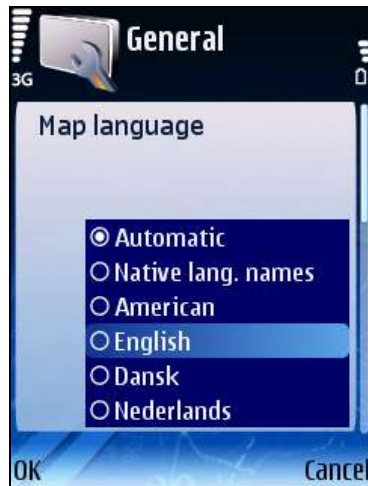 General
3G
Map language
Automatic
Native lang. names
American
English
Dansk
Nederlands
OK Cancel